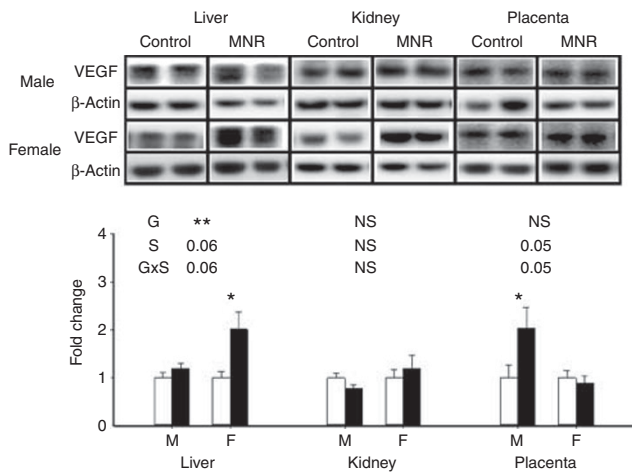 Liver Kidney Placenta
Control MNR Control MNR Control MNR
Male VEGF
β-Actin
Female VEGF
β-Actin
G ** NS NS
S 0.06 NS 0.05
GxS 0.06 NS 0.05
4
3
2
1
0
Fold change
* *
M F M F M F
Liver Kidney Placenta